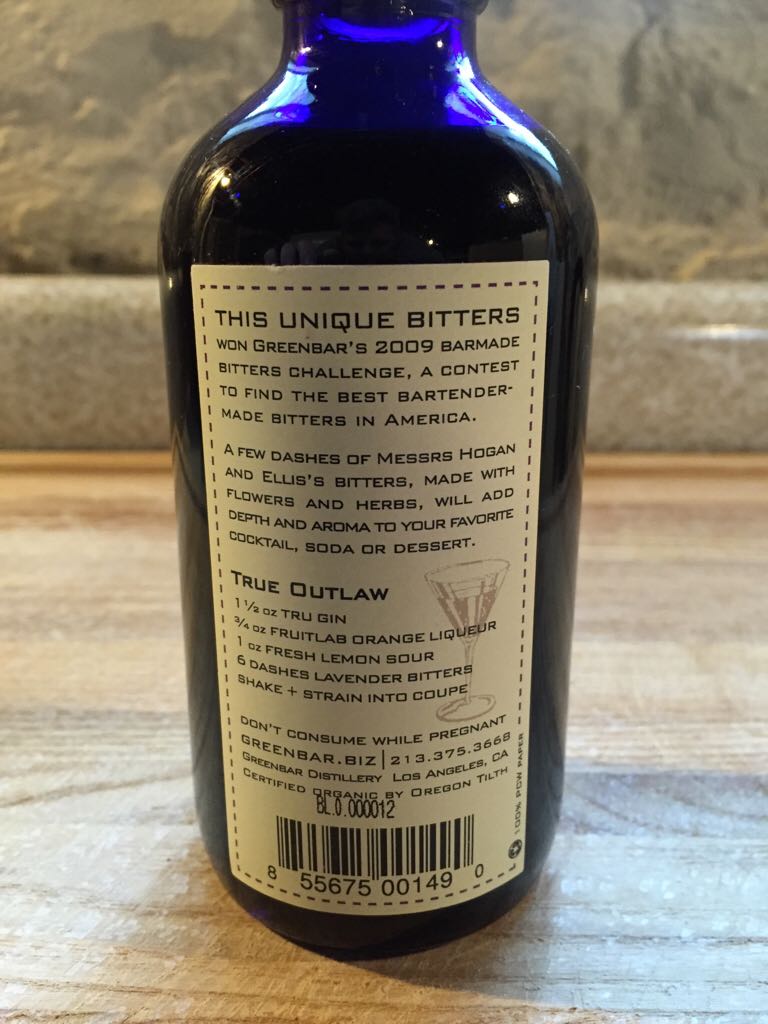 THIS UNIQUE BITTERS
WON GREENBAR'S 2009 BARMADE
BITTERS CHALLENGE, A CONTEST
TO FIND THE BEST BARTENDER-
MADE BITTERS IN AMERICA.
A FEW DASHES OF MESSRS HOGAN
AND ELLIS'S BITTERS, MADE WITH
FLOWERS AND HERBS, WILL ADD
DEPTH AND AROMA TO YOUR FAVORITE
COCKTAIL, SODA OR DESSERT.
TRUE OUTLAW
1 ½ OZ TRU GIN
¾ OZ FRUITLAB ORANGE LIQUEUR
1 OZ FRESH LEMON SOUR
6 DASHES LAVENDER BITTERS
SHAKE + STRAIN INTO COUPE
DON'T CONSUME WHILE PREGNANT
GREENBAR.BIZ | 213.375.3668
GREENBAR DISTILLERY LOS ANGELES, CA
CERTIFIED ORGANIC BY OREGON TILTH
BL.0.000012
8 55675 00149 0
100% PCW PAPER